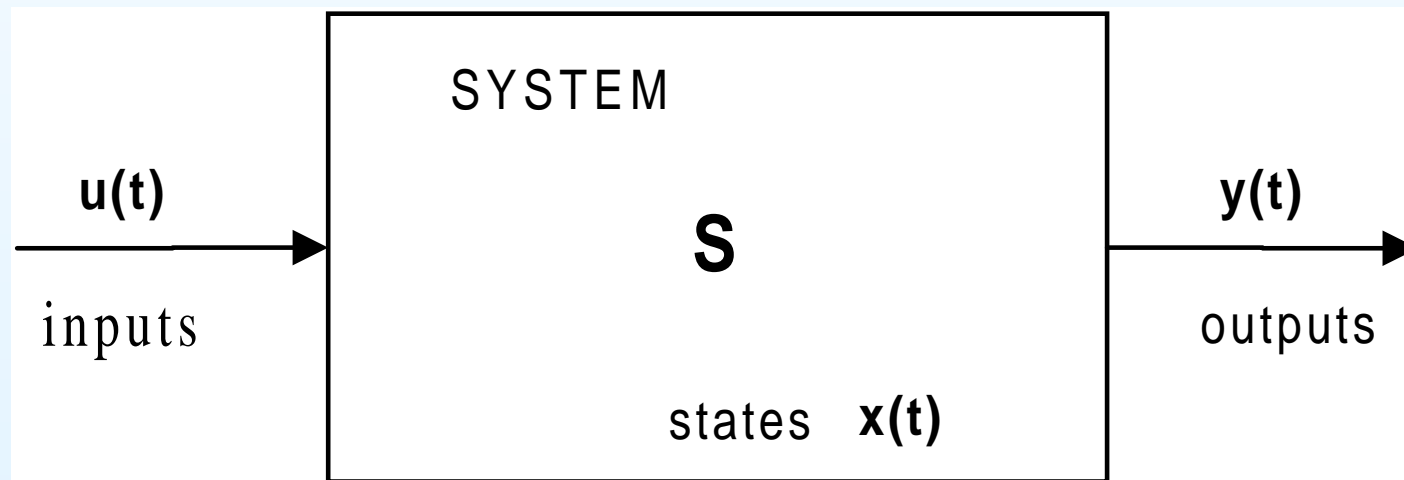 SYSTEM
u(t)
y(t)
S
inputs
outputs
states x(t)